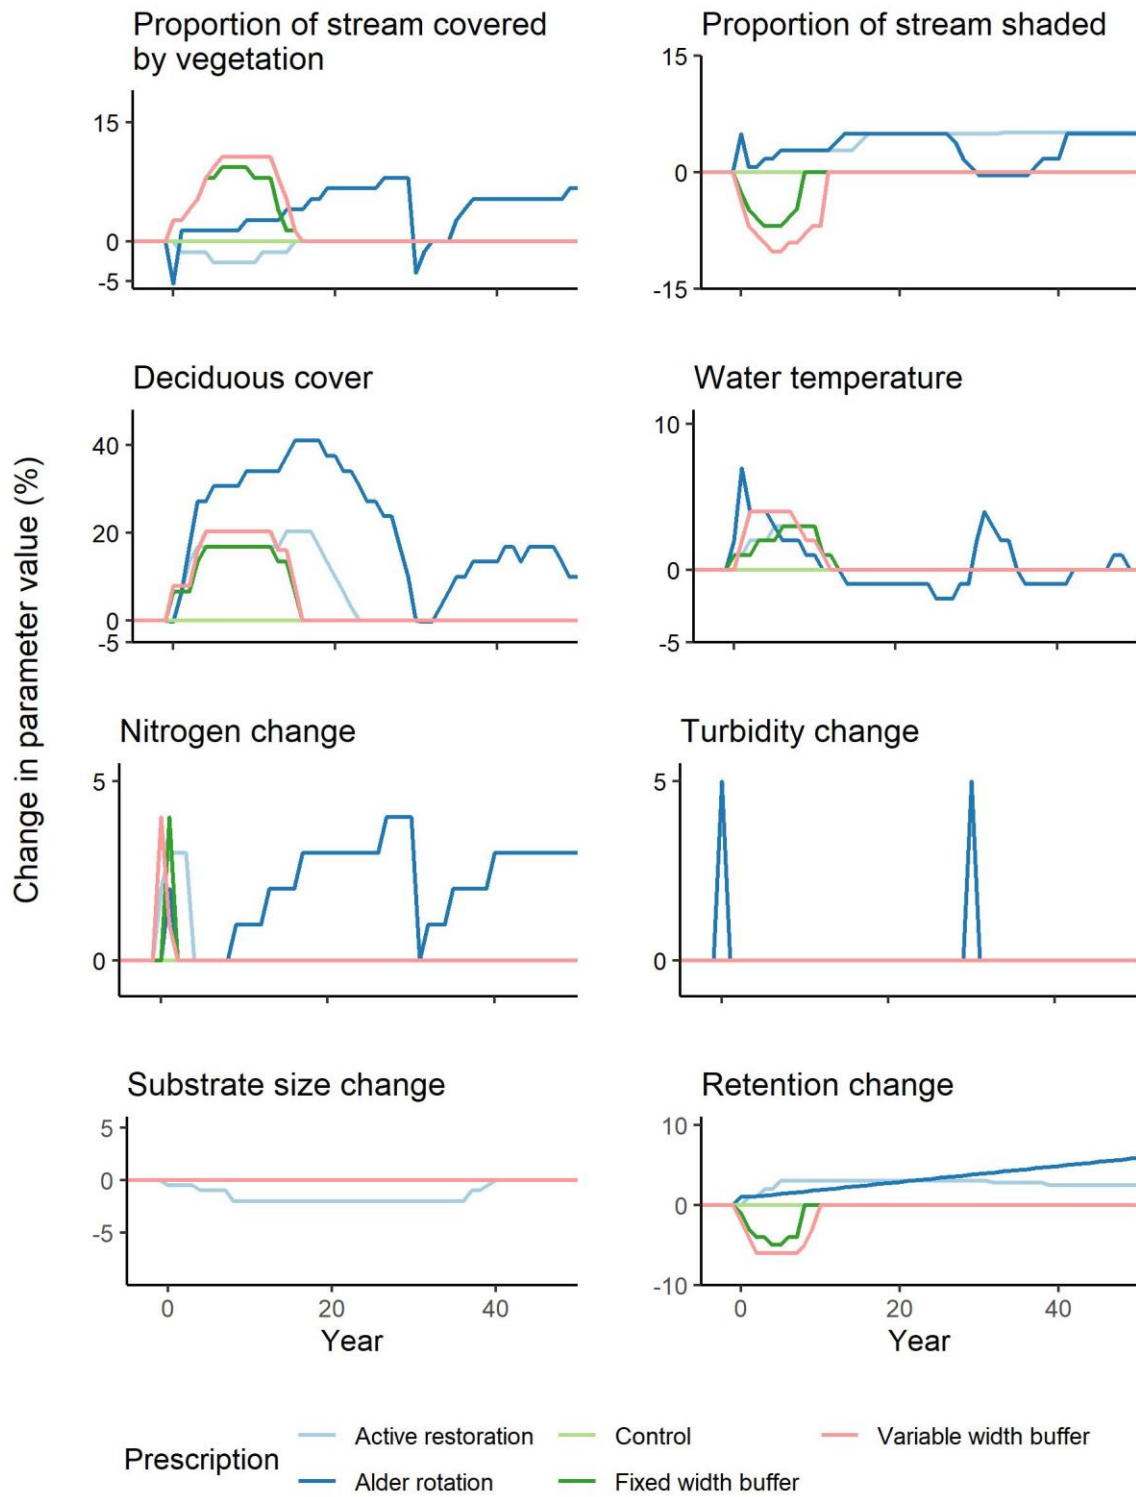 Proportion of stream covered
by vegetation
15
0
-5
Proportion of stream shaded
15
0
-15
Deciduous cover
40
20
0
-5
Water temperature
10
0
-5
Change in parameter value (%)
Nitrogen change
5
0
Turbidity change
5
0
Substrate size change
5
0
-5
0
20
40
Year
Retention change
10
0
-10
0
20
40
Year
Prescription
Active restoration
Control
Variable width buffer
Alder rotation
Fixed width buffer